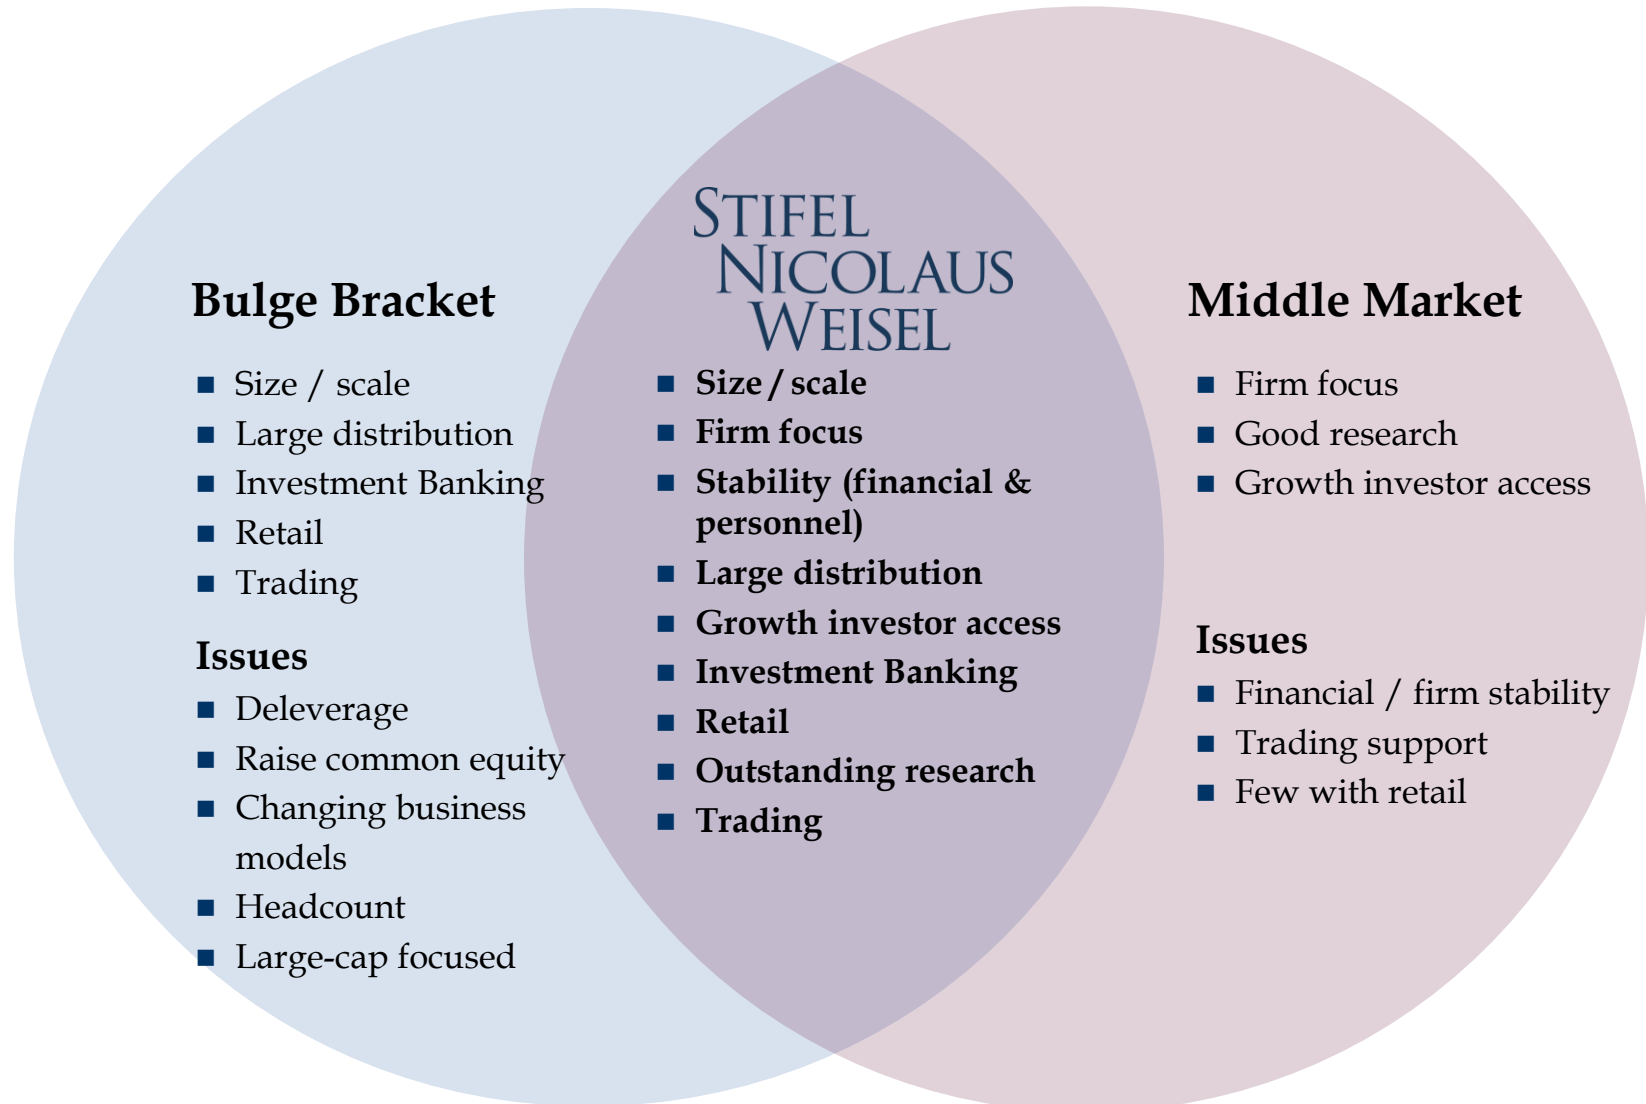 Bulge Bracket
■ Size / scale
■ Large distribution
■ Investment Banking
■ Retail
■ Trading
Issues
■ Deleverage
■ Raise common equity
■ Changing business
models
■ Headcount
■ Large-cap focused
STIFEL
NICOLAUS
WEISEL
■ Size / scale
■ Firm focus
■ Stability (financial &
personnel)
■ Large distribution
■ Growth investor access
■ Investment Banking
■ Retail
■ Outstanding research
■ Trading
Middle Market
■ Firm focus
■ Good research
■ Growth investor access
Issues
■ Financial / firm stability
■ Trading support
■ Few with retail